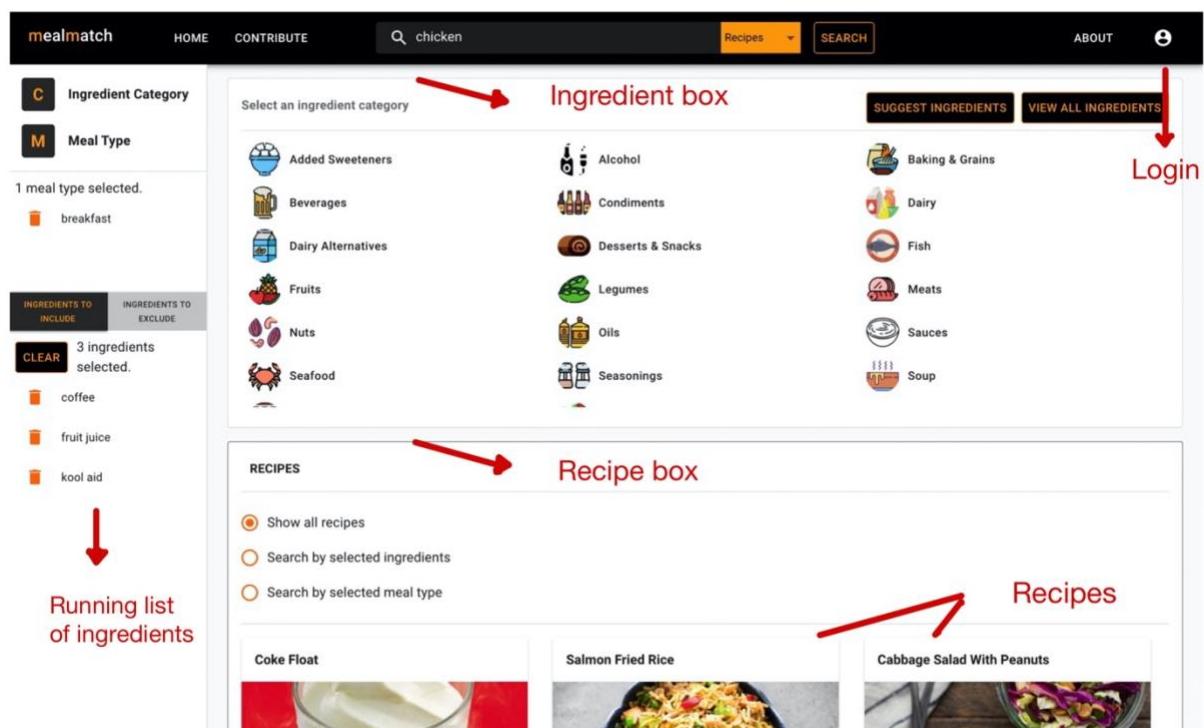 mealmatch HOME CONTRIBUTE chicken Recipes SEARCH ABOUT
C Ingredient Category
M Meal Type
1 meal type selected.
breakfast
INGREDIENTS TO INCLUDE
INGREDIENTS TO EXCLUDE
CLEAR
3 ingredients
selected.
coffee
fruit juice
kool aid
Running list
of ingredients
Ingredient box
Select an ingredient category
SUGGEST INGREDIENTS VIEW ALL INGREDIENTS
Login
Added Sweeteners Alcohol Baking & Grains
Beverages Condiments Dairy
Dairy Alternatives Desserts & Snacks Fish
Fruits Legumes Meats
Nuts Oils Sauces
Seafood Seasonings Soup
Recipe box
RECIPES
Show all recipes
Search by selected ingredients
Search by selected meal type
Recipes
Coke Float Salmon Fried Rice Cabbage Salad With Peanuts